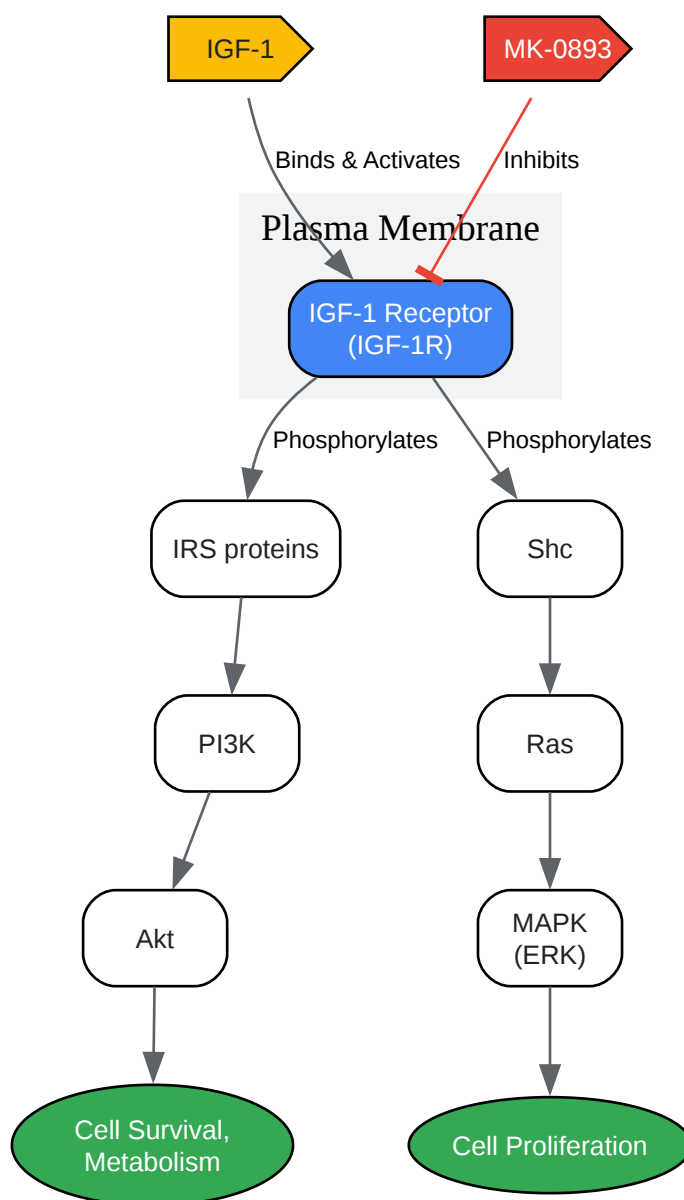 IGF-1
MK-0893
Binds & Activates
Inhibits
Plasma Membrane
IGF-1 Receptor
(IGF-1R)
Phosphorylates
Phosphorylates
IRS proteins
Shc
PI3K
Ras
Akt
MAPK
(ERK)
Cell Survival,
Metabolism
Cell Proliferation